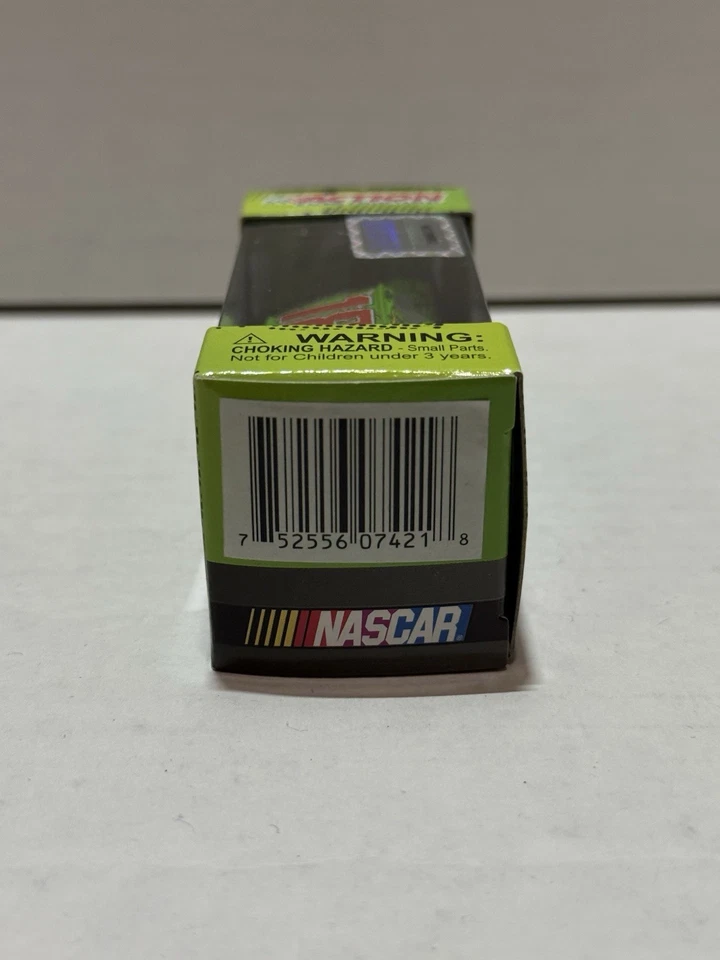 ACTION
WARNING:
CHOKING HAZARD - Small Parts.
Not for Children under 3 years.
7 52556 07421 8
NASCAR